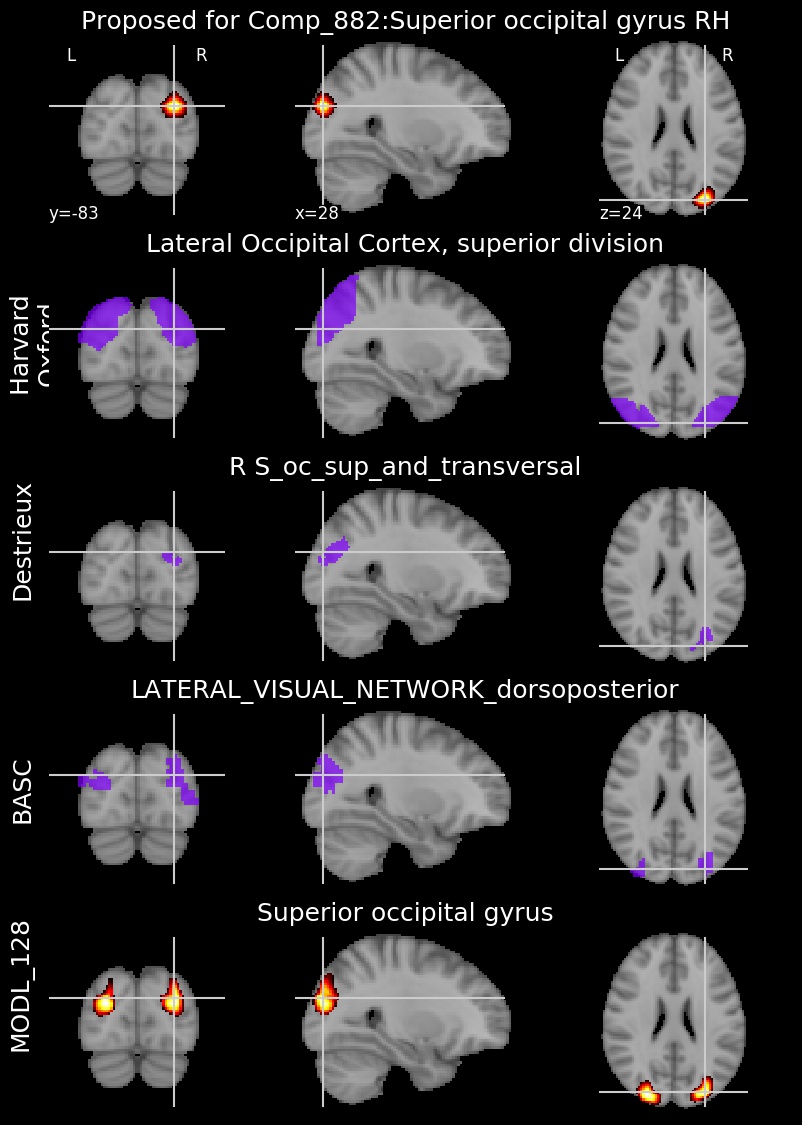 Proposed for Comp_882:Superior occipital gyrus RH
L R L R
y=-83 x=28 z=24
Lateral Occipital Cortex, superior division
Harvard
Oxford
R S_oc_sup_and_transversal
Destrieux
LATERAL_VISUAL_NETWORK_dorsoposterior
BASC
Superior occipital gyrus
MODL_128